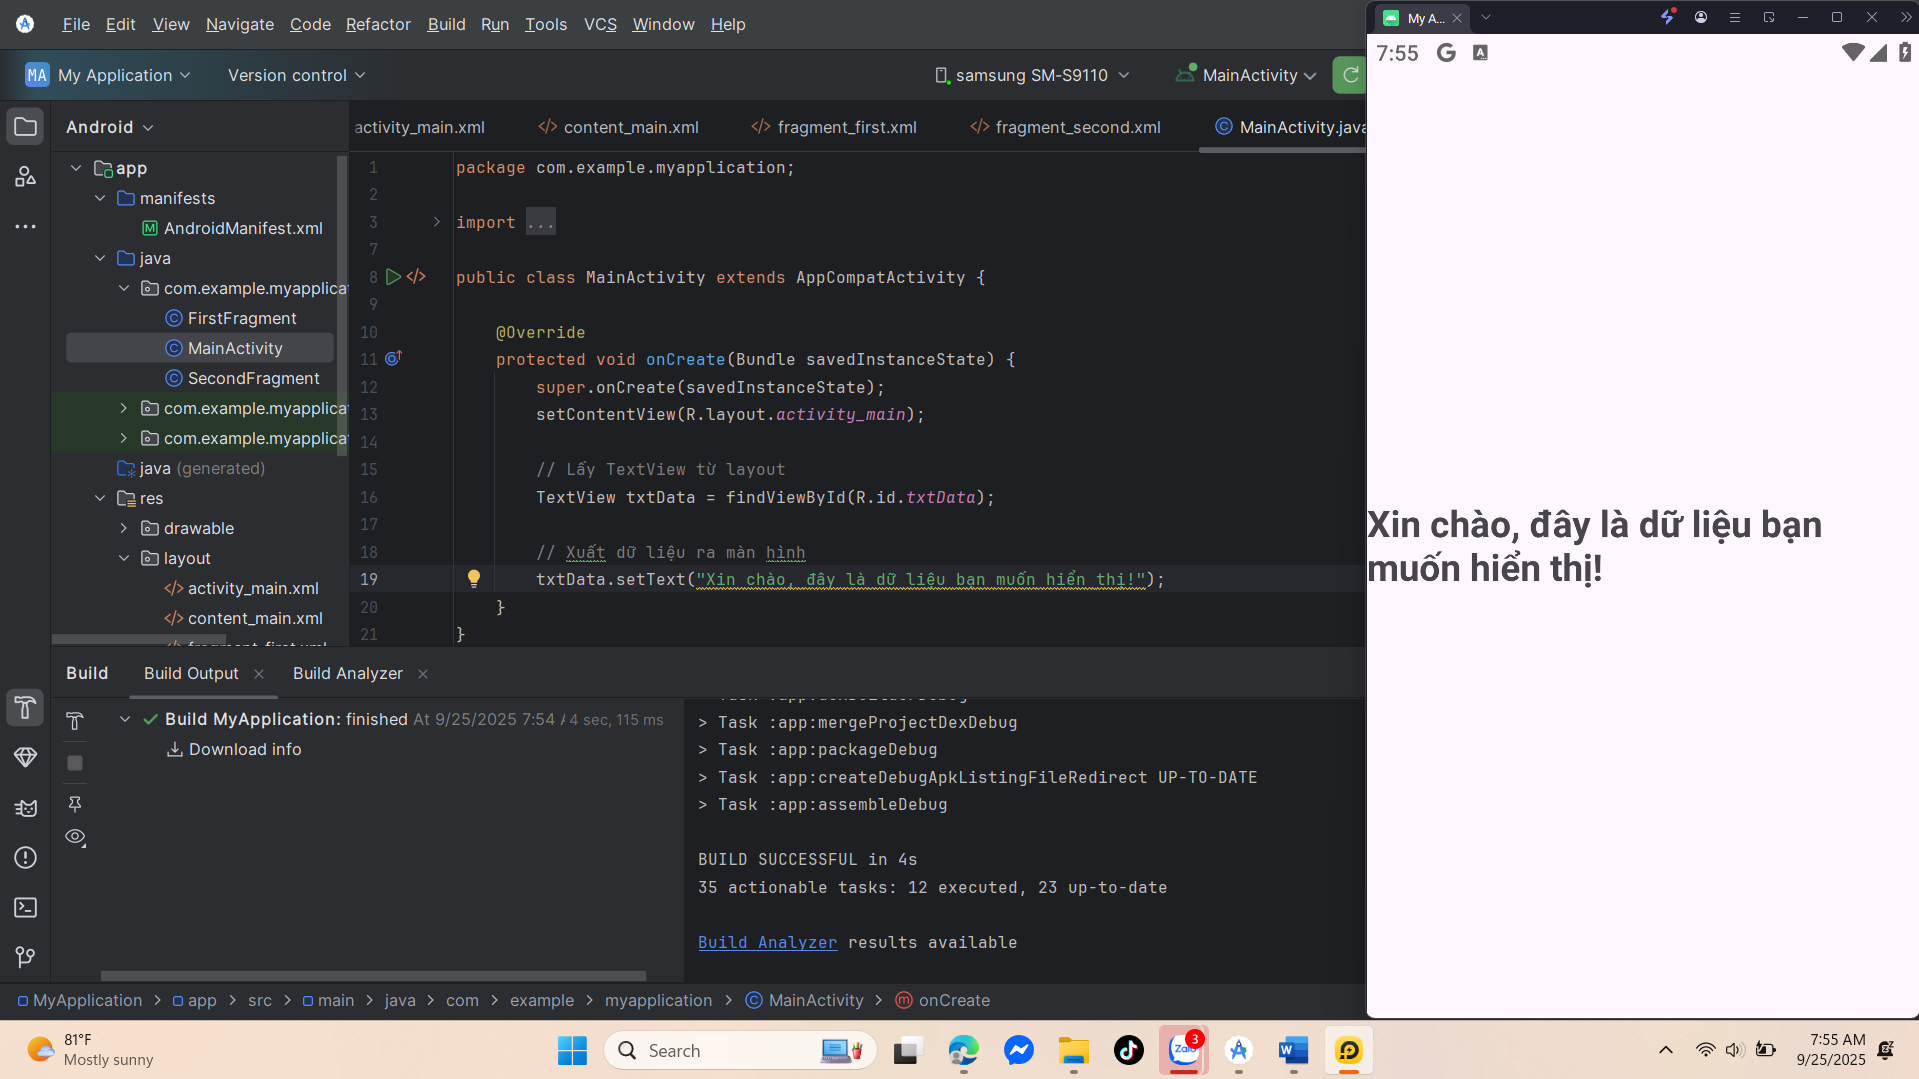 File Edit View Navigate Code Refactor Build Run Tools VCS Window Help
MA My Application Version control samsung SM-S9110 MainActivity
Android
activity_main.xml content_main.xml fragment_first.xml fragment_second.xml MainActivity.java
app
manifests
AndroidManifest.xml
java
com.example.myapplicat
FirstFragment
MainActivity
SecondFragment
com.example.myapplicat
com.example.myapplicat
java (generated)
res
drawable
layout
activity_main.xml
content_main.xml
1 package com.example.myapplication;
2
3 import ...
7
8 public class MainActivity extends AppCompatActivity {
9
10 @Override
11 protected void onCreate(Bundle savedInstanceState) {
12 super.onCreate(savedInstanceState);
13 setContentView(R.layout.activity_main);
14
15 // Lấy TextView từ layout
16 TextView txtData = findViewById(R.id.txtData);
17
18 // Xuất dữ liệu ra màn hình
19 txtData.setText("Xin chào, đây là dữ liệu bạn muốn hiển thị!");
20 }
21 }
Build Build Output Build Analyzer
Build MyApplication: finished At 9/25/2025 7:54 A 4 sec, 115 ms
Download info
> Task :app:mergeProjectDexDebug
> Task :app:packageDebug
> Task :app:createDebugApkListingFileRedirect UP-TO-DATE
> Task :app:assembleDebug
BUILD SUCCESSFUL in 4s
35 actionable tasks: 12 executed, 23 up-to-date
Build Analyzer results available
MyApplication > app > src > main > java > com > example > myapplication > MainActivity > onCreate
My A...
7:55 G A
Xin chào, đây là dữ liệu bạn
muốn hiển thị!
81°F
Mostly sunny
Search
Zalo 3
W
7:55 AM
9/25/2025